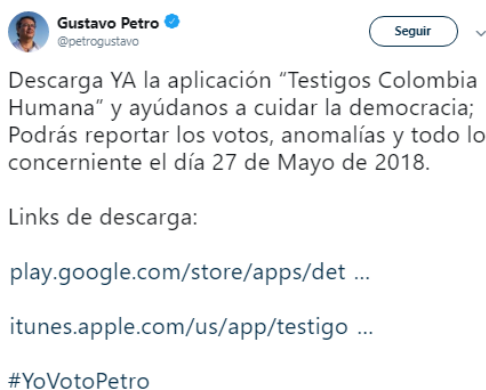 Gustavo Petro
@petrogustavo
Seguir
Descarga YA la aplicación “Testigos Colombia
Humana” y ayúdanos a cuidar la democracia;
Podrás reportar los votos, anomalías y todo lo
concerniente el día 27 de Mayo de 2018.
Links de descarga:
play.google.com/store/apps/det ...
itunes.apple.com/us/app/testigo ...
#YoVotoPetro